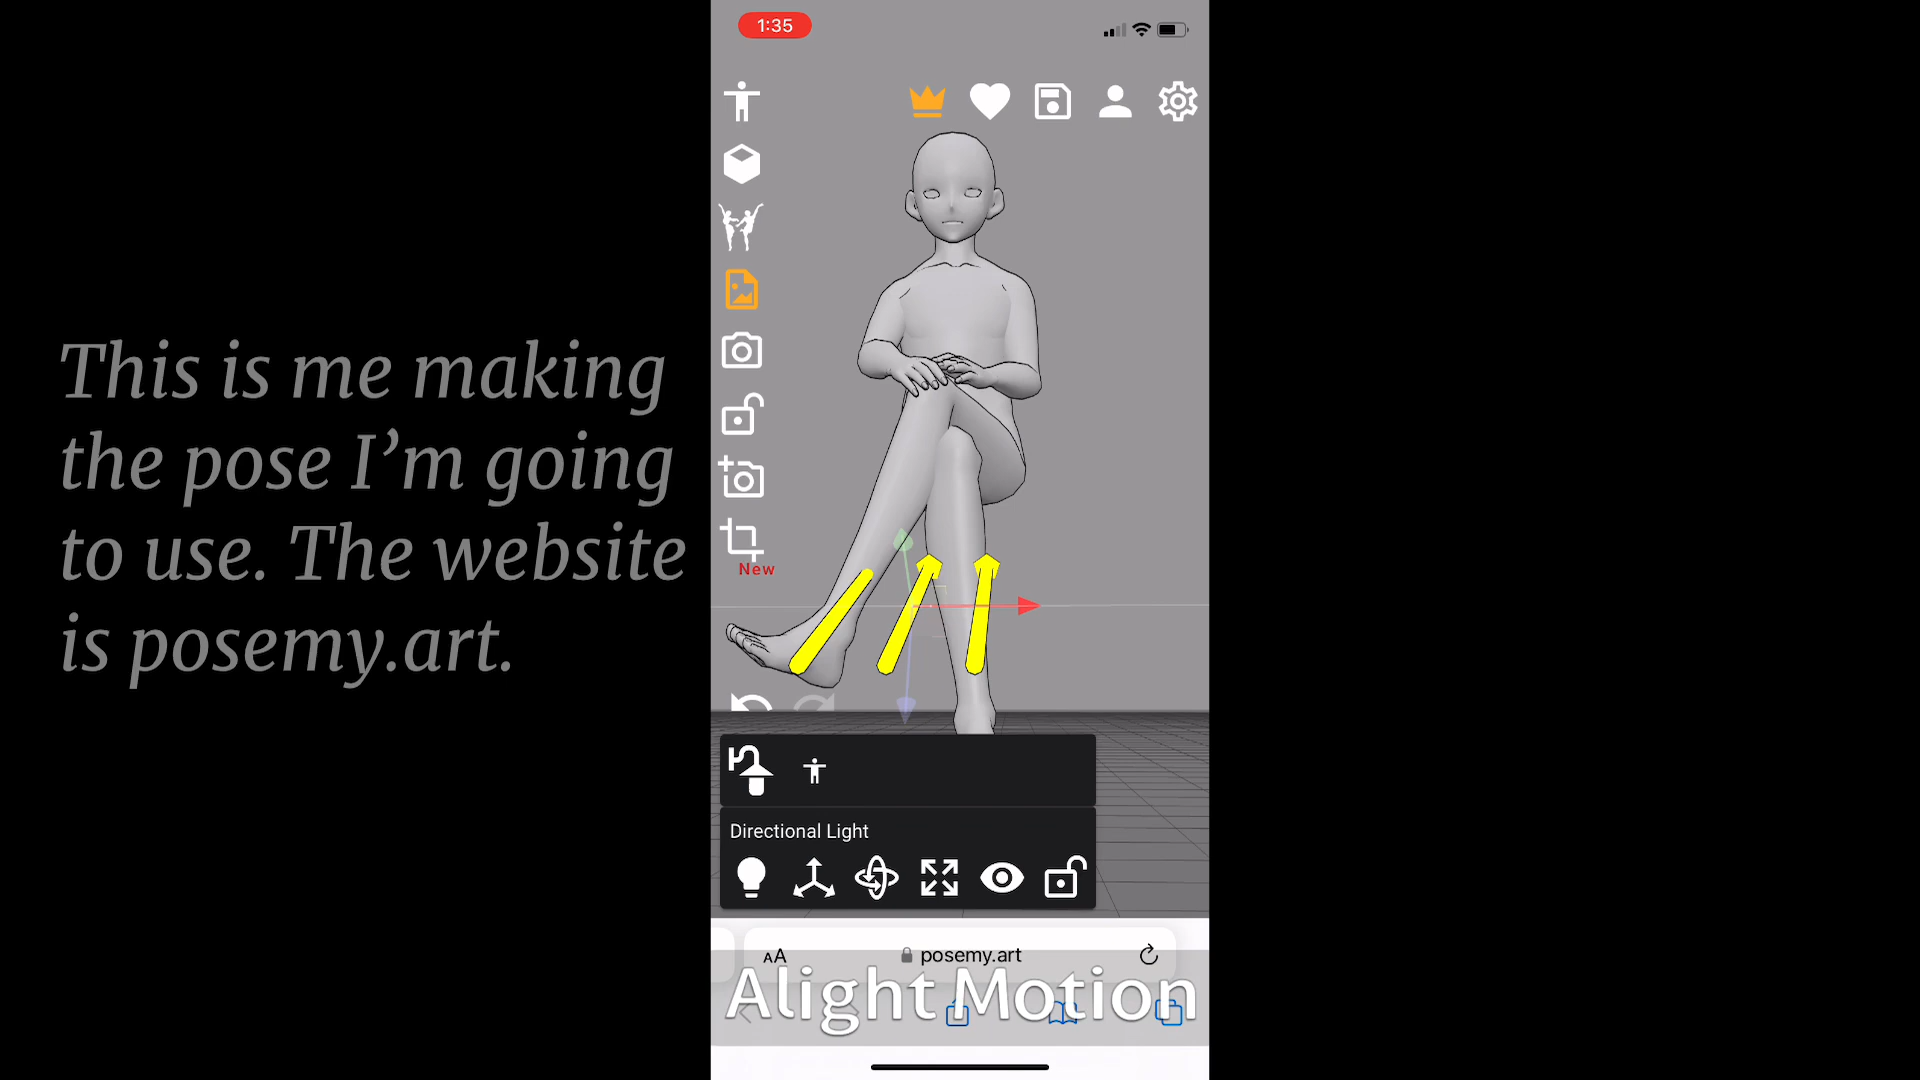 1:35
This is me making
the pose I’m going
to use. The website
is posemy.art.
New
Directional Light
AA
posemy.art
Alight Motion